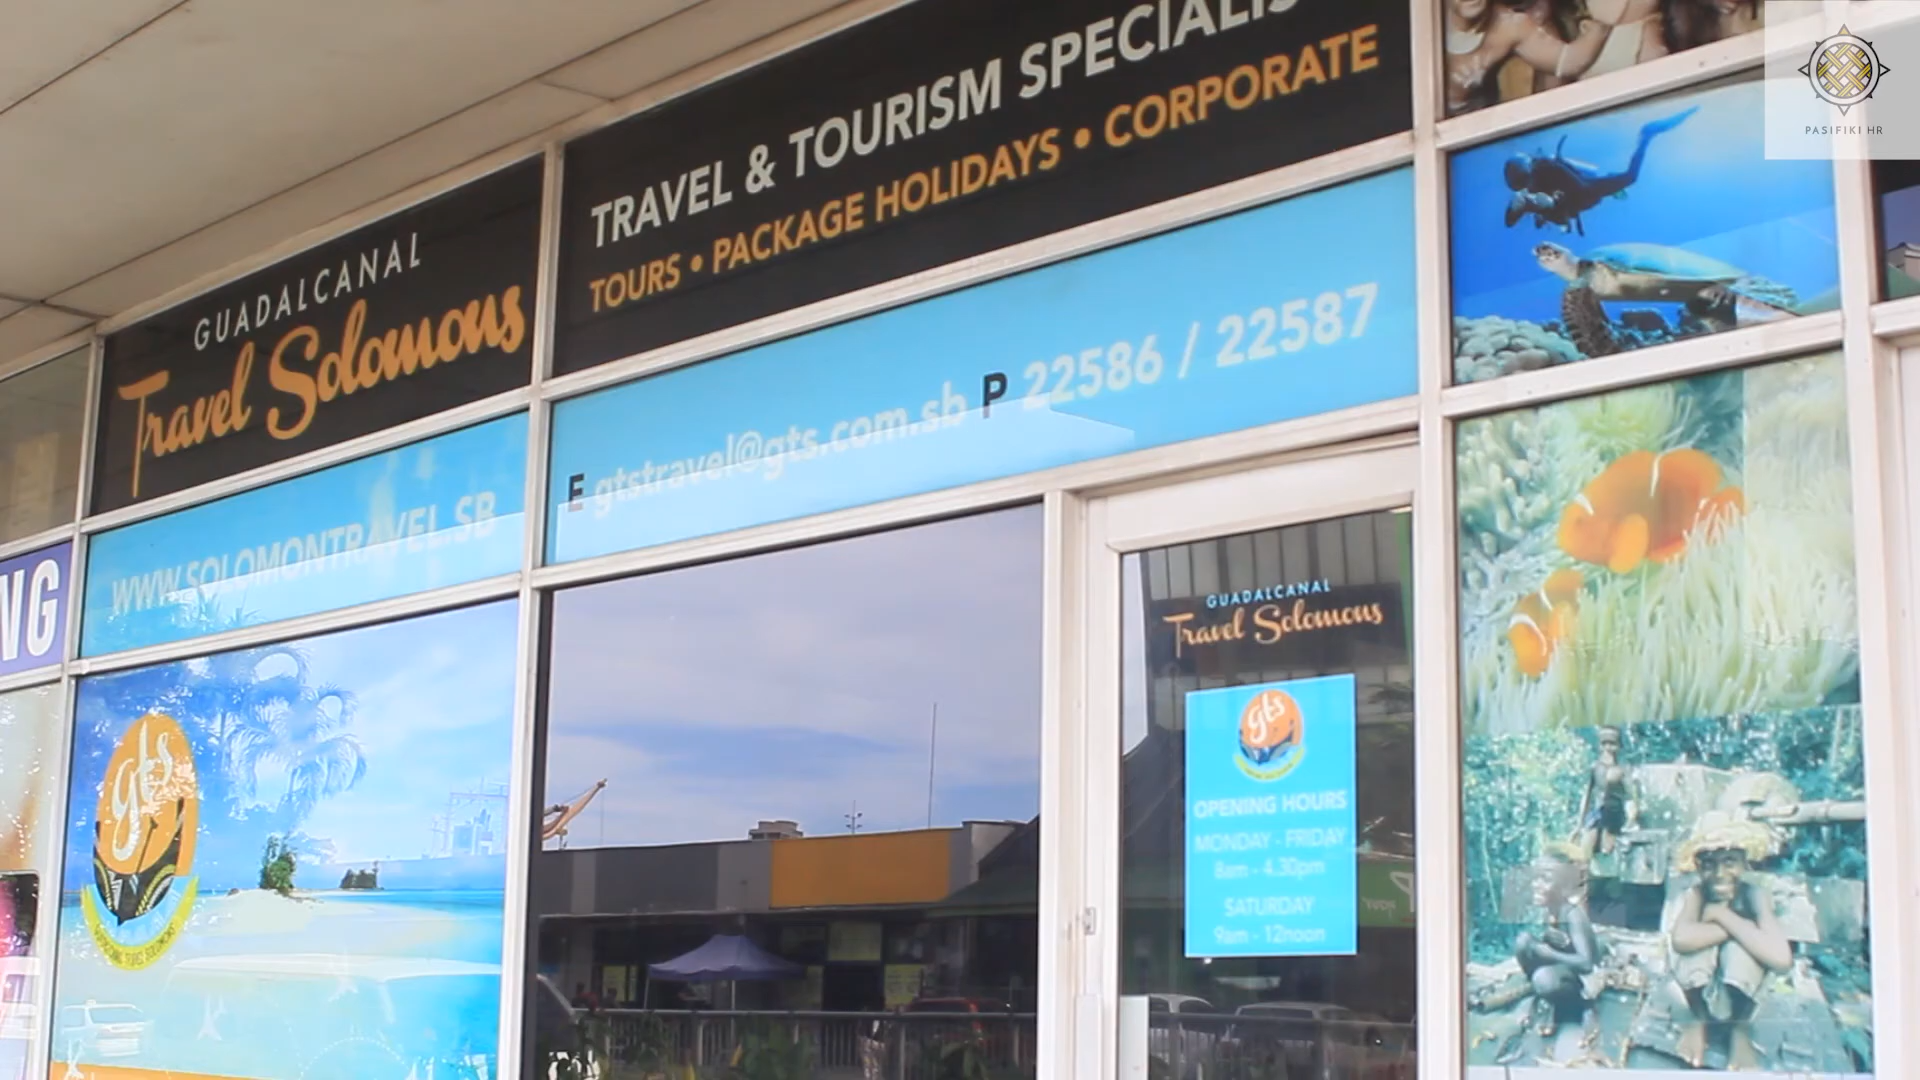 GUADALCANAL
Travel Solomons
WWW.SOLOMONTRAVEL.SB
TRAVEL & TOURISM SPECIALIS
TOURS • PACKAGE HOLIDAYS • CORPORATE
E gtstravel@gts.com.sb P 22586 / 22587
NG
gts
GUADALCANAL
Travel Solomons
gts
OPENING HOURS
MONDAY - FRIDAY
8am - 4.30pm
SATURDAY
9am - 12noon
PASIFIKI HR